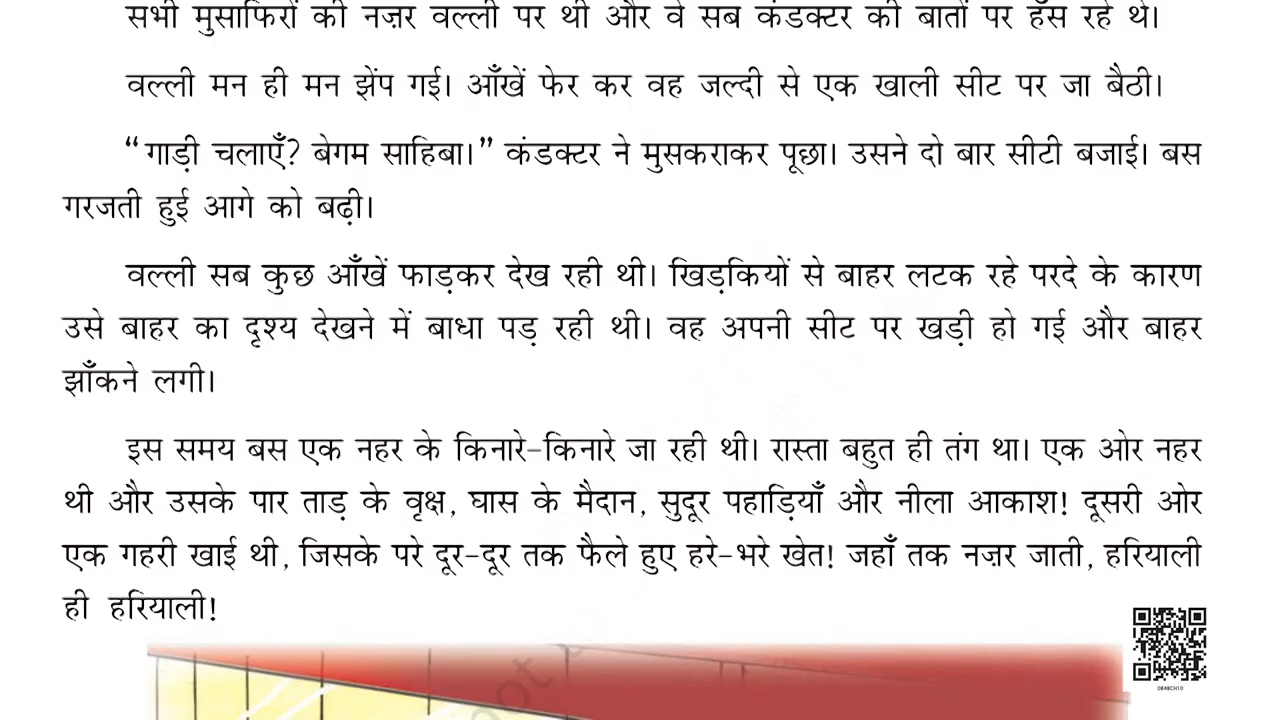 सभी मुसाफिरों की नज़र वल्ली पर थी और वे सब कंडक्टर की बातों पर हँस रहे थे।
वल्ली मन ही मन झेंप गई। आँखें फेर कर वह जल्दी से एक खाली सीट पर जा बैठी।
“गाड़ी चलाएँ? बेगम साहिबा।” कंडक्टर ने मुसकराकर पूछा। उसने दो बार सीटी बजाई। बस
गरजती हुई आगे को बढ़ी।
वल्ली सब कुछ आँखें फाड़कर देख रही थी। खिड़कियों से बाहर लटक रहे परदे के कारण
उसे बाहर का दृश्य देखने में बाधा पड़ रही थी। वह अपनी सीट पर खड़ी हो गई और बाहर
झाँकने लगी।
इस समय बस एक नहर के किनारे-किनारे जा रही थी। रास्ता बहुत ही तंग था। एक ओर नहर
थी और उसके पार ताड़ के वृक्ष, घास के मैदान, सुदूर पहाड़ियाँ और नीला आकाश! दूसरी ओर
एक गहरी खाई थी, जिसके परे दूर-दूर तक फैले हुए हरे-भरे खेत! जहाँ तक नज़र जाती, हरियाली
ही हरियाली!
0848CH10
not